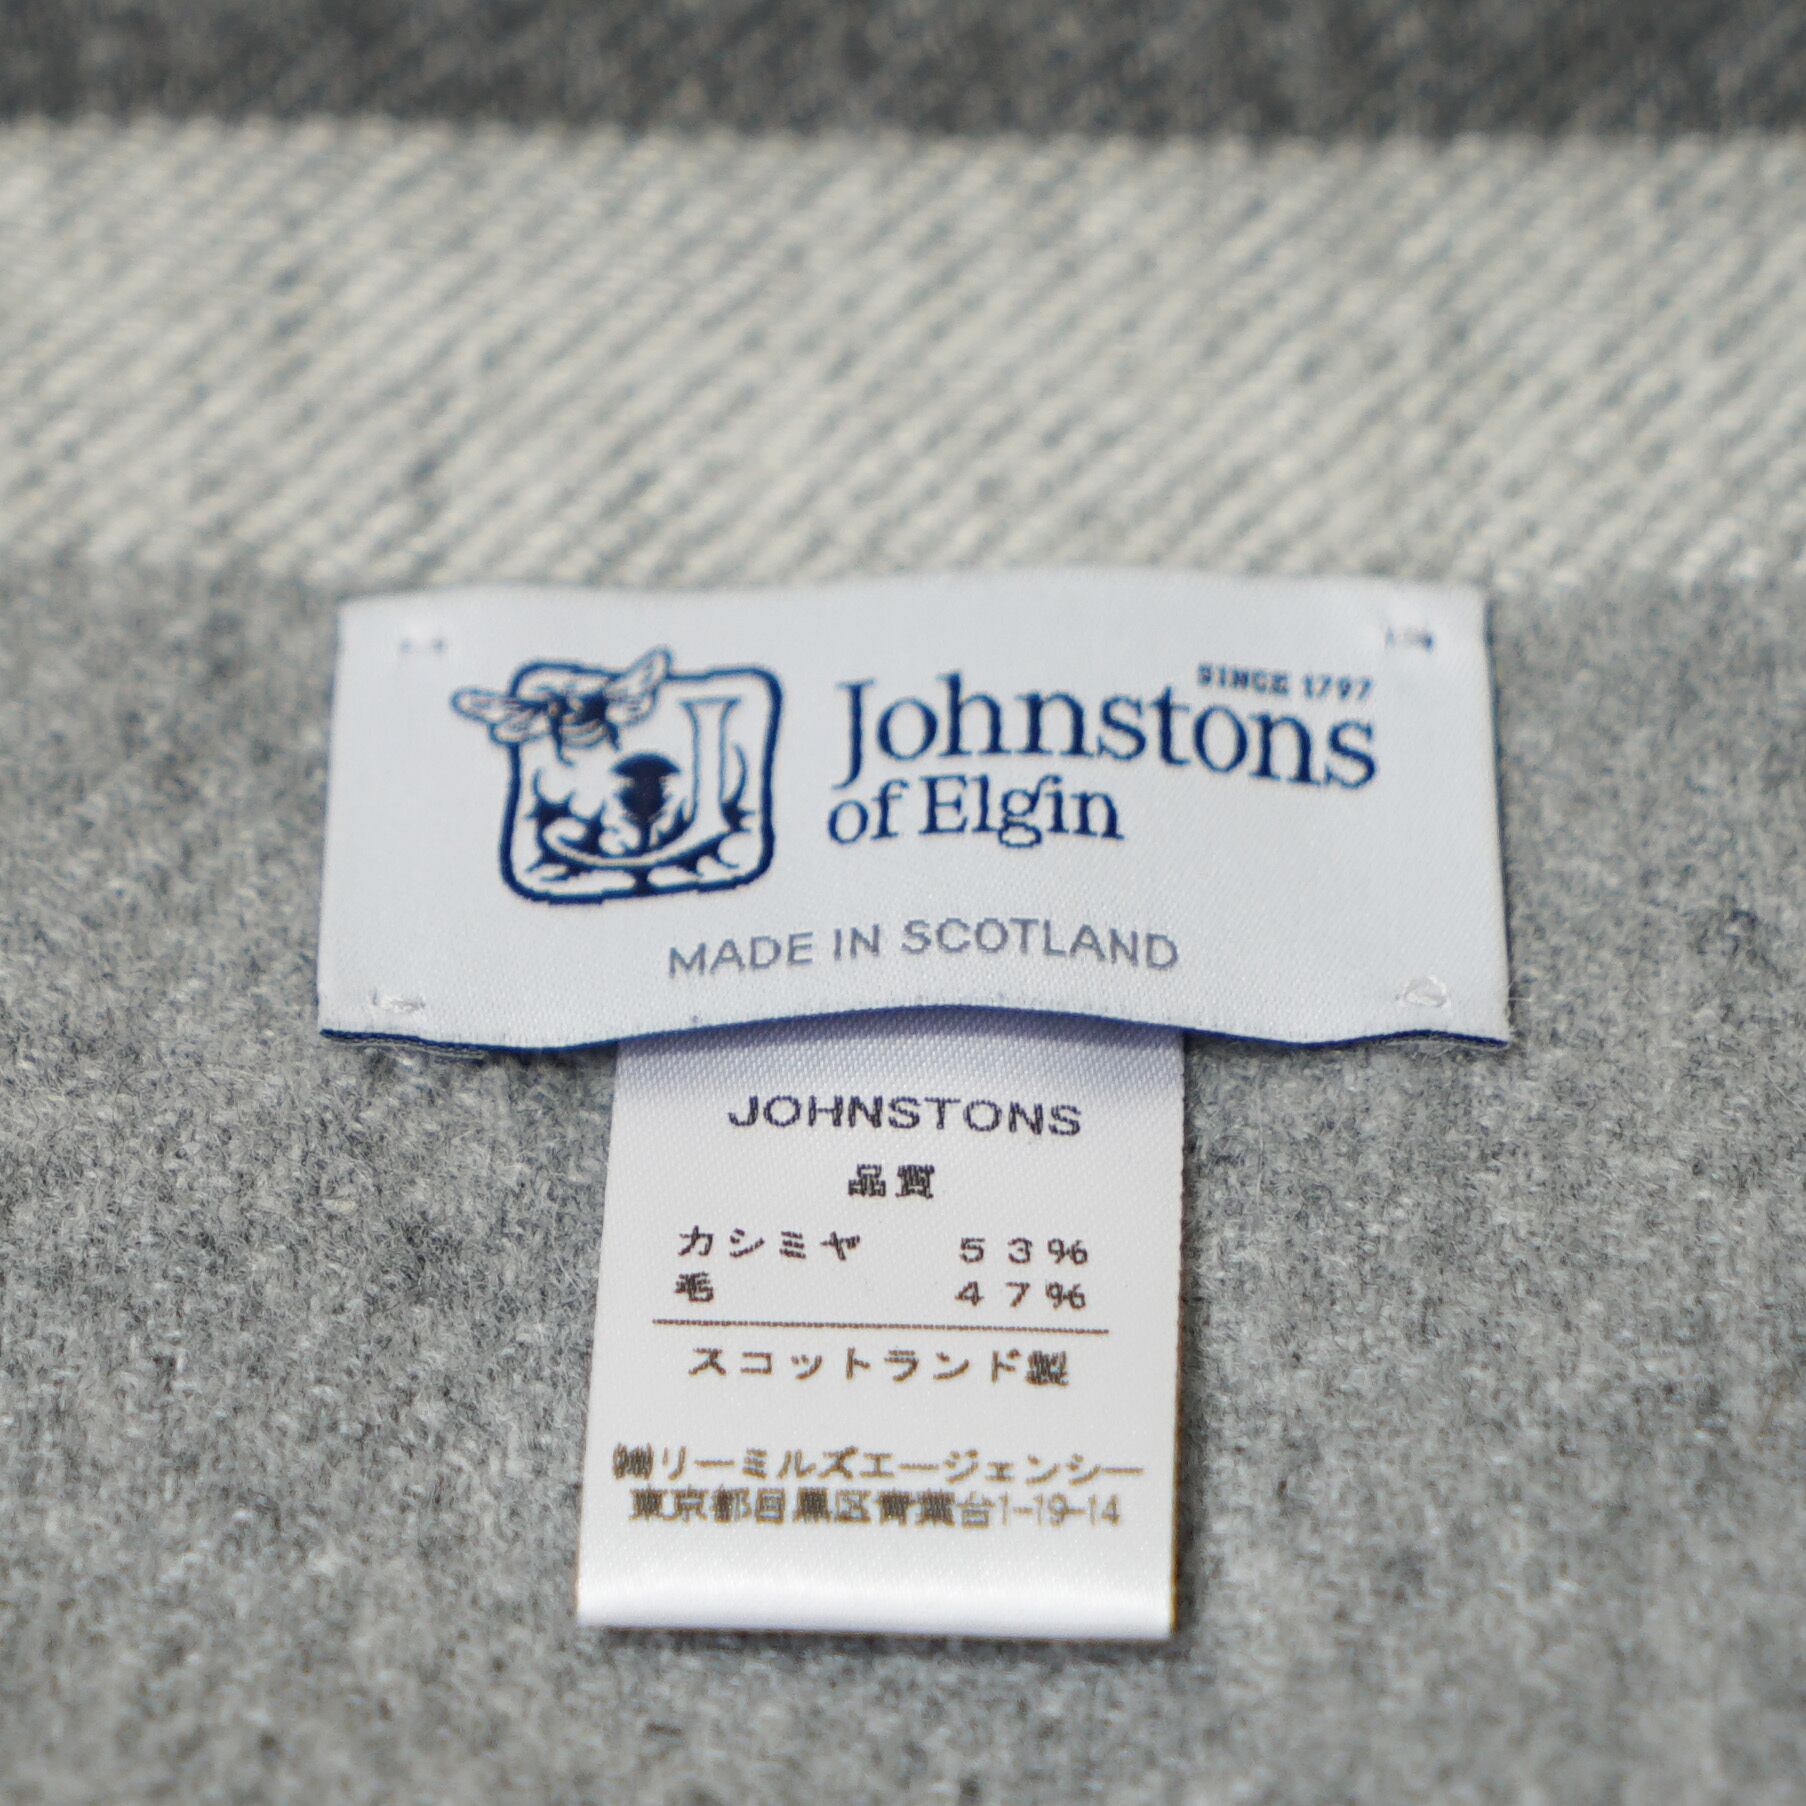 SINCE 1797
Johnstons
of Elgin
MADE IN SCOTLAND
JOHNSTONS
品質
カシミヤ 53%
毛 47%
スコットランド製
㈱リーミルズエージェンシー
東京都目黒区青葉台1-19-14